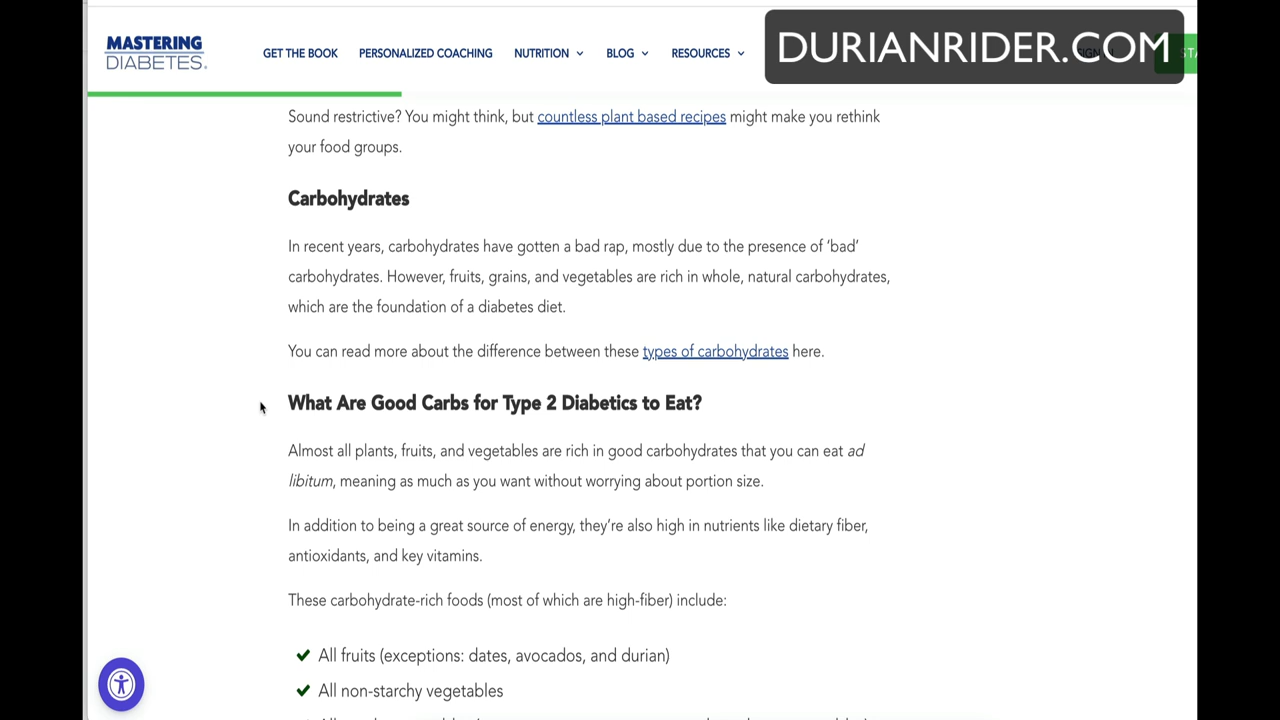 MASTERING
DIABETES.
GET THE BOOK PERSONALIZED COACHING NUTRITION BLOG RESOURCES
DURIANRIDER.COM
Sound restrictive? You might think, but countless plant based recipes might make you rethink
your food groups.
Carbohydrates
In recent years, carbohydrates have gotten a bad rap, mostly due to the presence of ‘bad’
carbohydrates. However, fruits, grains, and vegetables are rich in whole, natural carbohydrates,
which are the foundation of a diabetes diet.
You can read more about the difference between these types of carbohydrates here.
What Are Good Carbs for Type 2 Diabetics to Eat?
Almost all plants, fruits, and vegetables are rich in good carbohydrates that you can eat ad
libitum, meaning as much as you want without worrying about portion size.
In addition to being a great source of energy, they’re also high in nutrients like dietary fiber,
antioxidants, and key vitamins.
These carbohydrate-rich foods (most of which are high-fiber) include:
All fruits (exceptions: dates, avocados, and durian)
All non-starchy vegetables